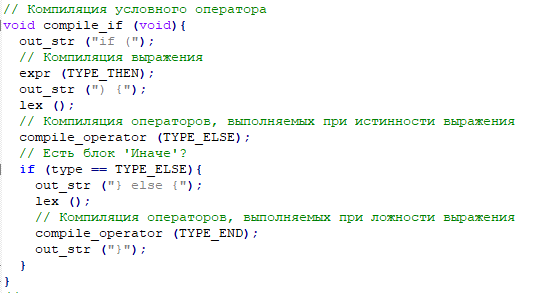 // Компиляция условного оператора
void compile_if (void){
out_str ("if (");
// Компиляция выражения
expr (TYPE_THEN);
out_str (") {");
lex ();
// Компиляция операторов, выполняемых при истинности выражения
compile_operator (TYPE_ELSE);
// Есть блок 'Иначе'?
if (type == TYPE_ELSE){
out_str ("} else {");
lex ();
// Компиляция операторов, выполняемых при ложности выражения
compile_operator (TYPE_END);
out_str ("}");
}
}